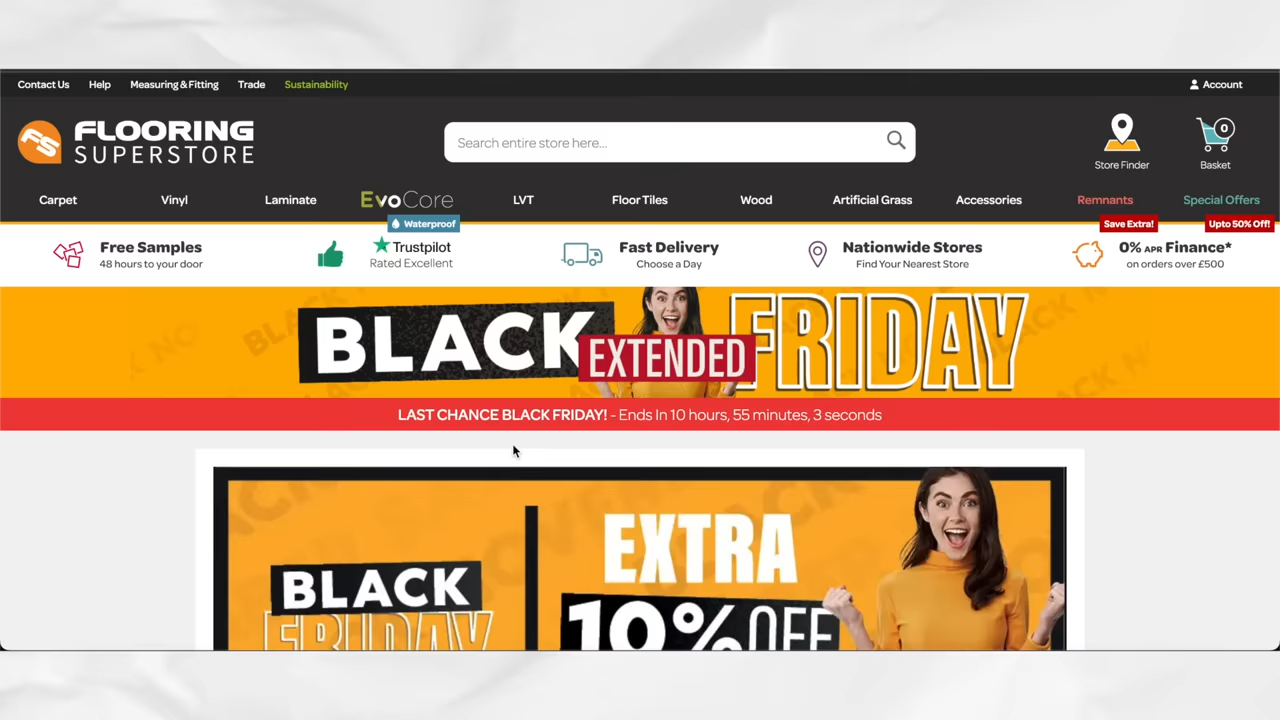 Contact Us Help Measuring & Fitting Trade Sustainability Account
FS FLOORING
SUPERSTORE
Search entire store here...
0
Store Finder Basket
Carpet Vinyl Laminate EvoCore LVT Floor Tiles Wood Artificial Grass Accessories Remnants Special Offers
Waterproof Save Extra! Upto 50% Off!
Free Samples
48 hours to your door
Trustpilot
Rated Excellent
Fast Delivery
Choose a Day
Nationwide Stores
Find Your Nearest Store
0% APR Finance*
on orders over £500
BLACK EXTENDED FRIDAY
LAST CHANCE BLACK FRIDAY! - Ends In 10 hours, 55 minutes, 3 seconds
BLACK
FRIDAY
EXTRA
10% OFF